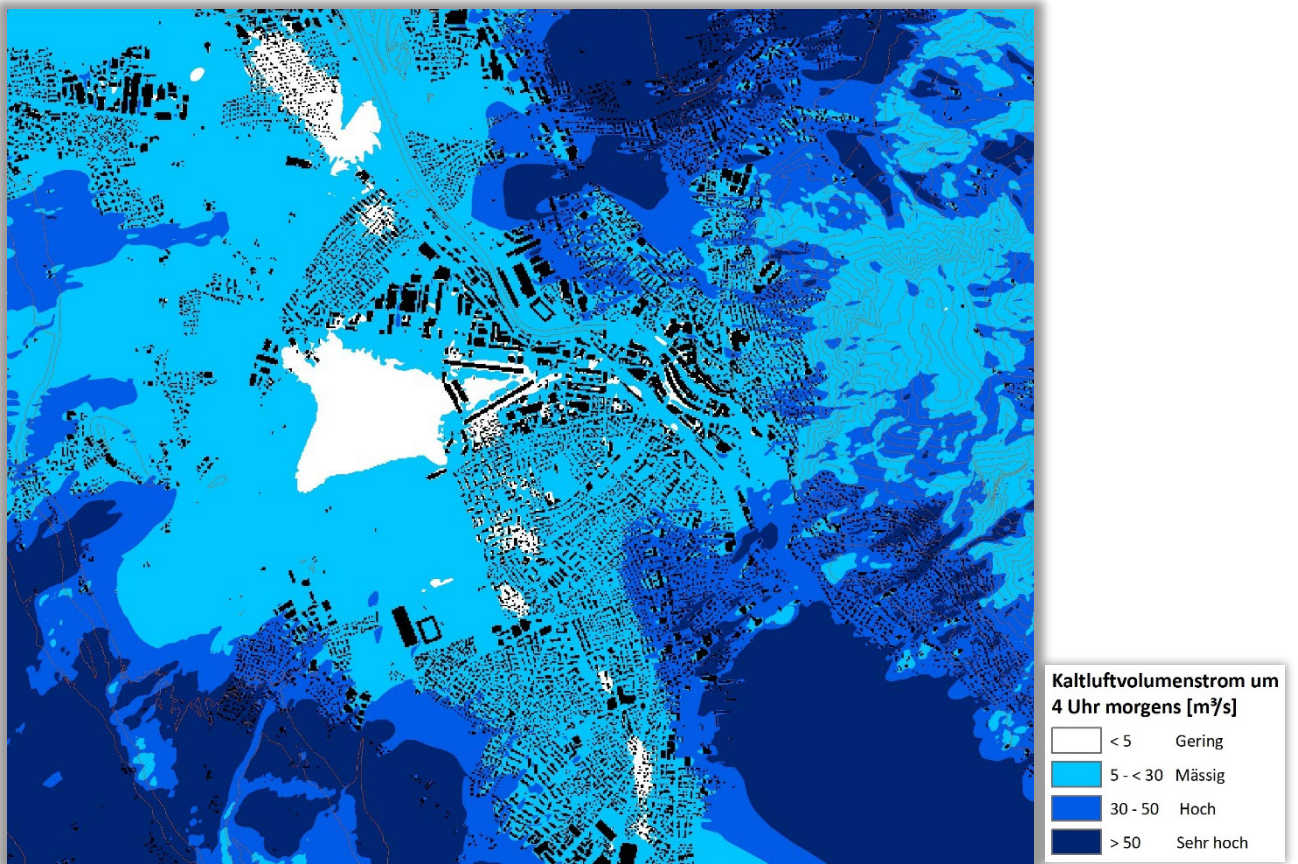 Kaltluftvolumenstrom um
4 Uhr morgens [m³/s]
< 5 Gering
5 - < 30 Mässig
30 - 50 Hoch
> 50 Sehr hoch